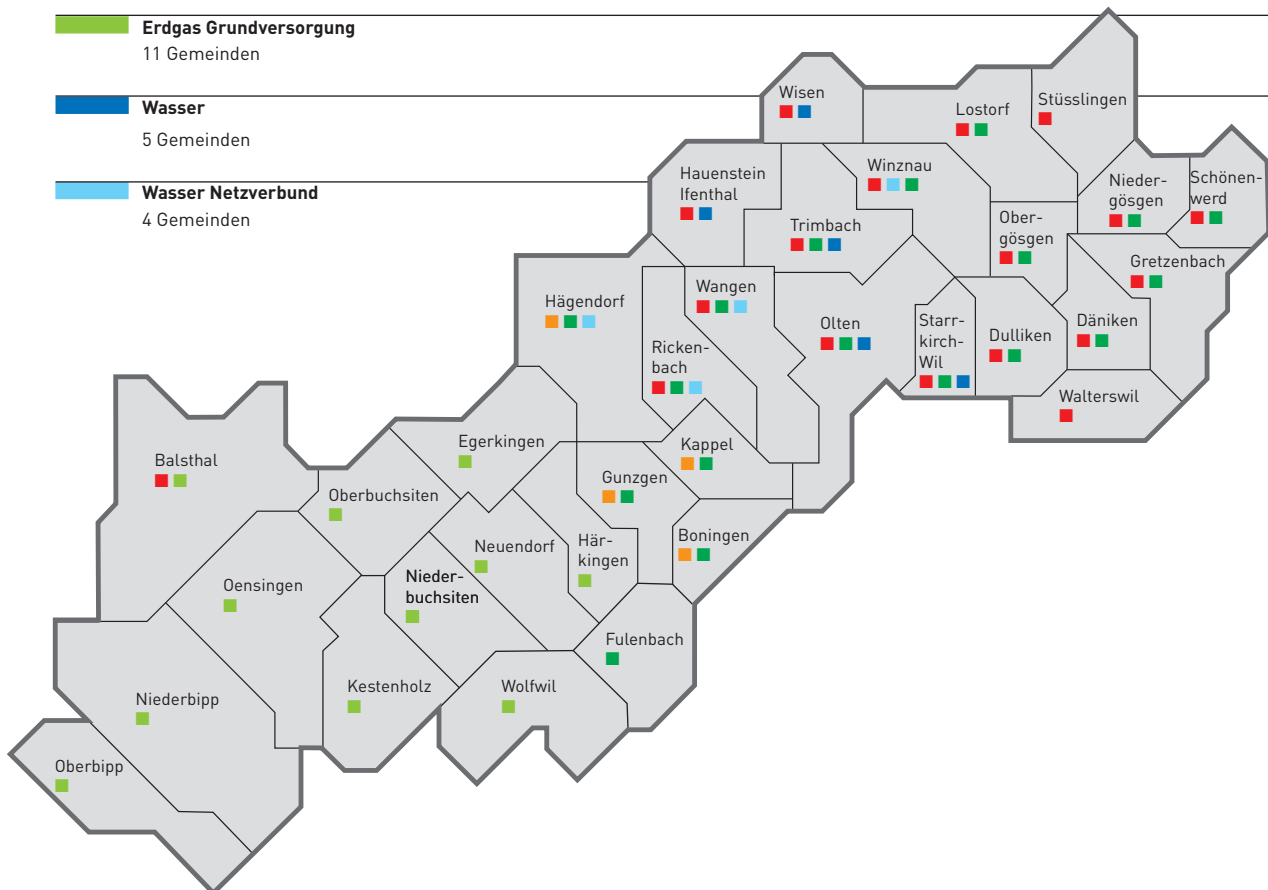 Erdgas Grundversorgung
11 Gemeinden
Wasser
5 Gemeinden
Wasser Netzverbund
4 Gemeinden
Wisen
Lostorf
Stüsslingen
Hauenstein
Ifenthal
Winznau
Nieder-
gösgen
Schönen-
werd
Trimbach
Ober-
gösgen
Gretzenbach
Hägendorf
Wangen
Olten
Starr-
kirch-
Wil
Dulliken
Däniken
Ricken-
bach
Walterswil
Egerkingen
Kappel
Balsthal
Oberbuchsiten
Gunzgen
Neuendorf
Här-
kingen
Boningen
Oensingen
Nieder-
buchsiten
Fulenbach
Niederbipp
Kestenholz
Wolfwil
Oberbipp